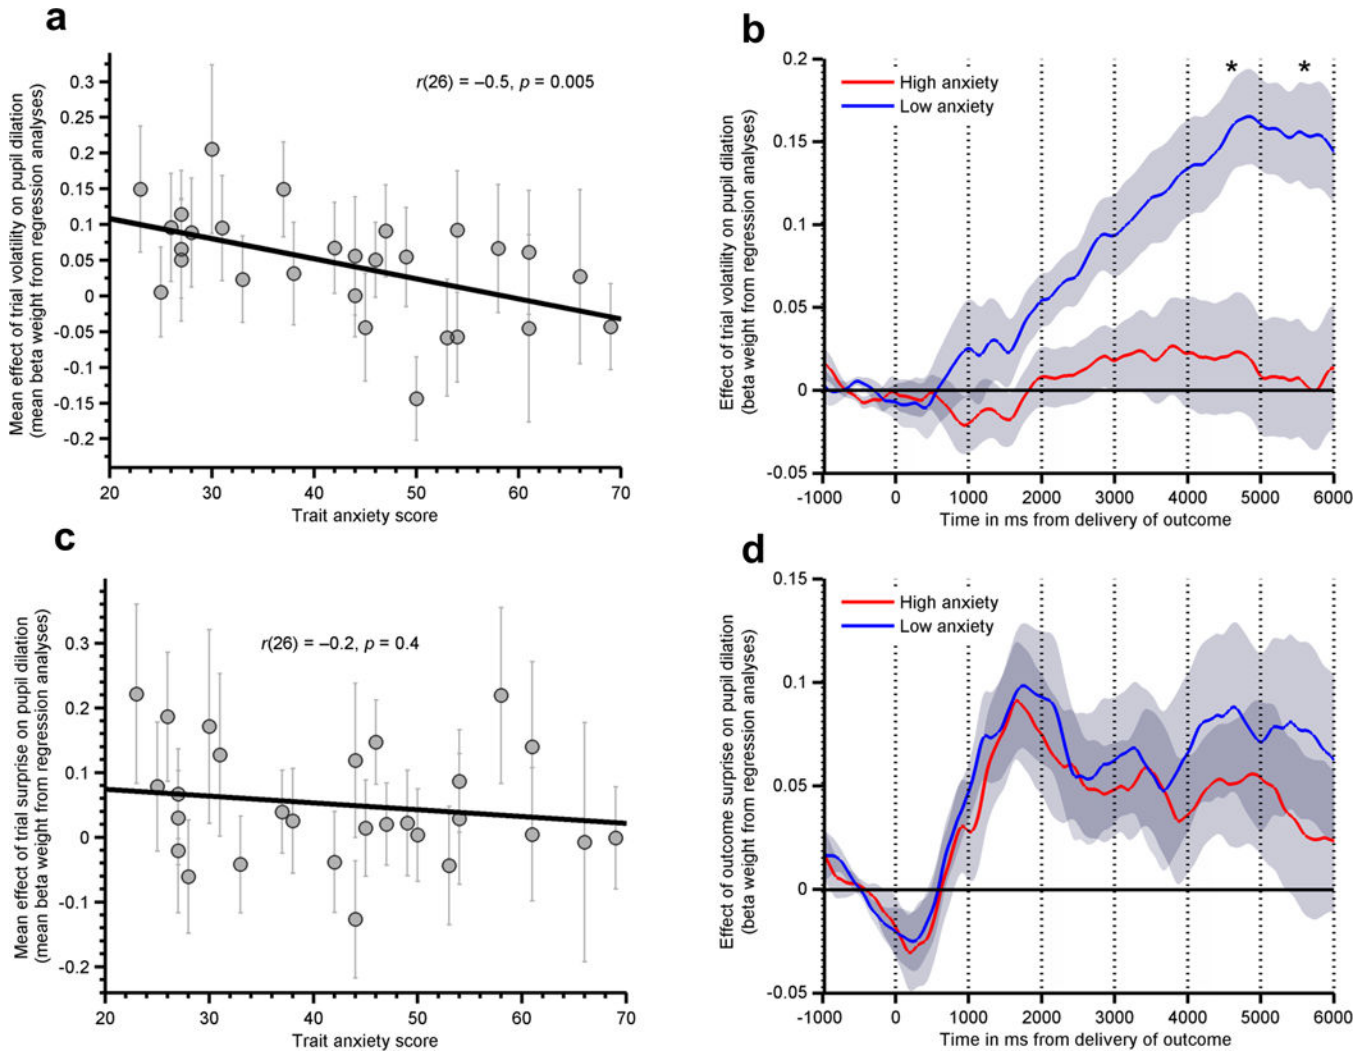 a
Mean effect of trial volatility on pupil dilation
(mean beta weight from regression analyses)
0.3
0.25
0.2
0.15
0.1
0.05
0
-0.05
-0.1
-0.15
-0.2
r(26) = –0.5, p = 0.005
20 30 40 50 60 70
Trait anxiety score
b
Effect of trial volatility on pupil dilation
(beta weight from regression analyses)
0.2
0.15
0.1
0.05
0
-0.05
High anxiety
Low anxiety
* *
-1000 0 1000 2000 3000 4000 5000 6000
Time in ms from delivery of outcome
c
Mean effect of trial surprise on pupil dilation
(mean beta weight from regression analyses)
0.3
0.2
0.1
0
-0.1
-0.2
r(26) = –0.2, p = 0.4
20 30 40 50 60 70
Trait anxiety score
d
Effect of outcome surprise on pupil dilation
(beta weight from regression analyses)
0.15
0.1
0.05
0
-0.05
High anxiety
Low anxiety
-1000 0 1000 2000 3000 4000 5000 6000
Time in ms from delivery of outcome